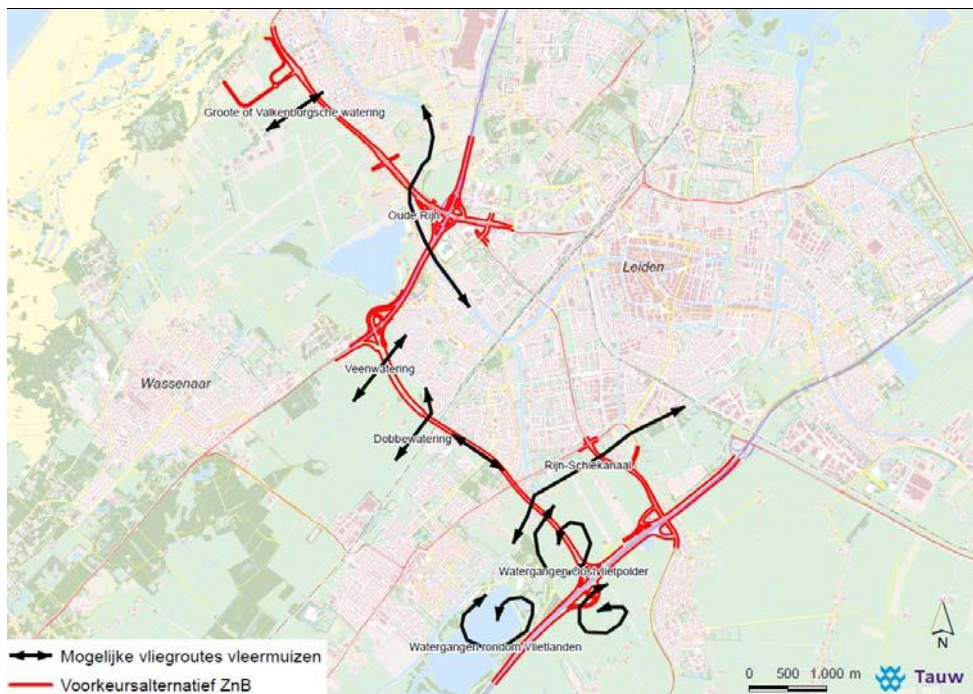 Groote of Valkenburgsche watering
Oude Rijn
Leiden
Veenwatering
Wassenaar
Dobbewatering
Rijn-Schiekanaal
Watergangen Oostvlietpolder
Watergangen rondom Vlietlanden
Mogelijke vliegroutes vleermuizen
Voorkeursalternatief ZnB
N
0 500 1.000 m
Tauw